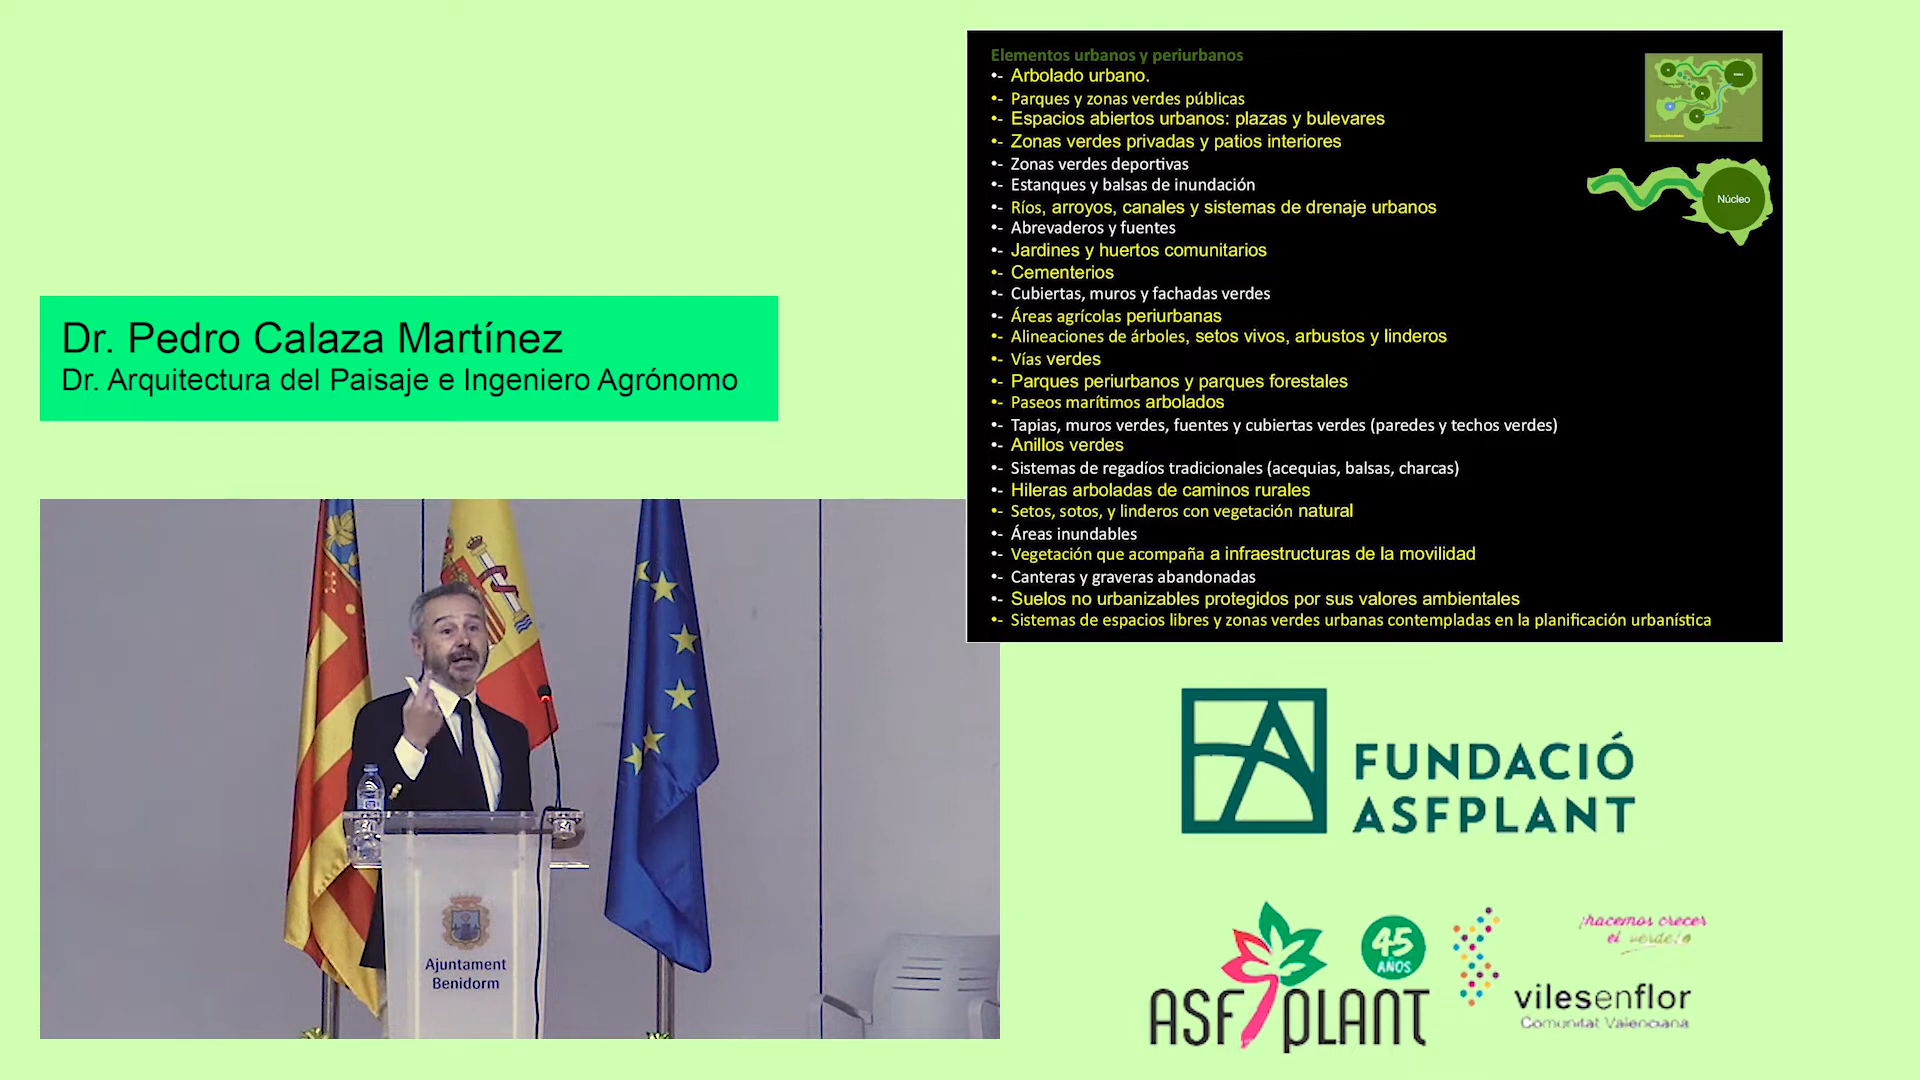 Dr. Pedro Calaza Martínez
Dr. Arquitectura del Paisaje e Ingeniero Agrónomo
Elementos urbanos y periurbanos
•- Arbolado urbano.
•- Parques y zonas verdes públicas
•- Espacios abiertos urbanos: plazas y bulevares
•- Zonas verdes privadas y patios interiores
•- Zonas verdes deportivas
•- Estanques y balsas de inundación
•- Ríos, arroyos, canales y sistemas de drenaje urbanos
•- Abrevaderos y fuentes
•- Jardines y huertos comunitarios
•- Cementerios
•- Cubiertas, muros y fachadas verdes
•- Áreas agrícolas periurbanas
•- Alineaciones de árboles, setos vivos, arbustos y linderos
•- Vías verdes
•- Parques periurbanos y parques forestales
•- Paseos marítimos arbolados
•- Tapias, muros verdes, fuentes y cubiertas verdes (paredes y techos verdes)
•- Anillos verdes
•- Sistemas de regadíos tradicionales (acequias, balsas, charcas)
•- Hileras arboladas de caminos rurales
•- Setos, sotos, y linderos con vegetación natural
•- Áreas inundables
•- Vegetación que acompaña a infraestructuras de la movilidad
•- Canteras y graveras abandonadas
•- Suelos no urbanizables protegidos por sus valores ambientales
•- Sistemas de espacios libres y zonas verdes urbanas contempladas en la planificación urbanística
Núcleo
Ajuntament
Benidorm
FUNDACIÓ
ASFPLANT
ASFPLANT
45
AÑOS
¡hacemos crecer
el verde!
vilesenflor
Comunitat Valenciana